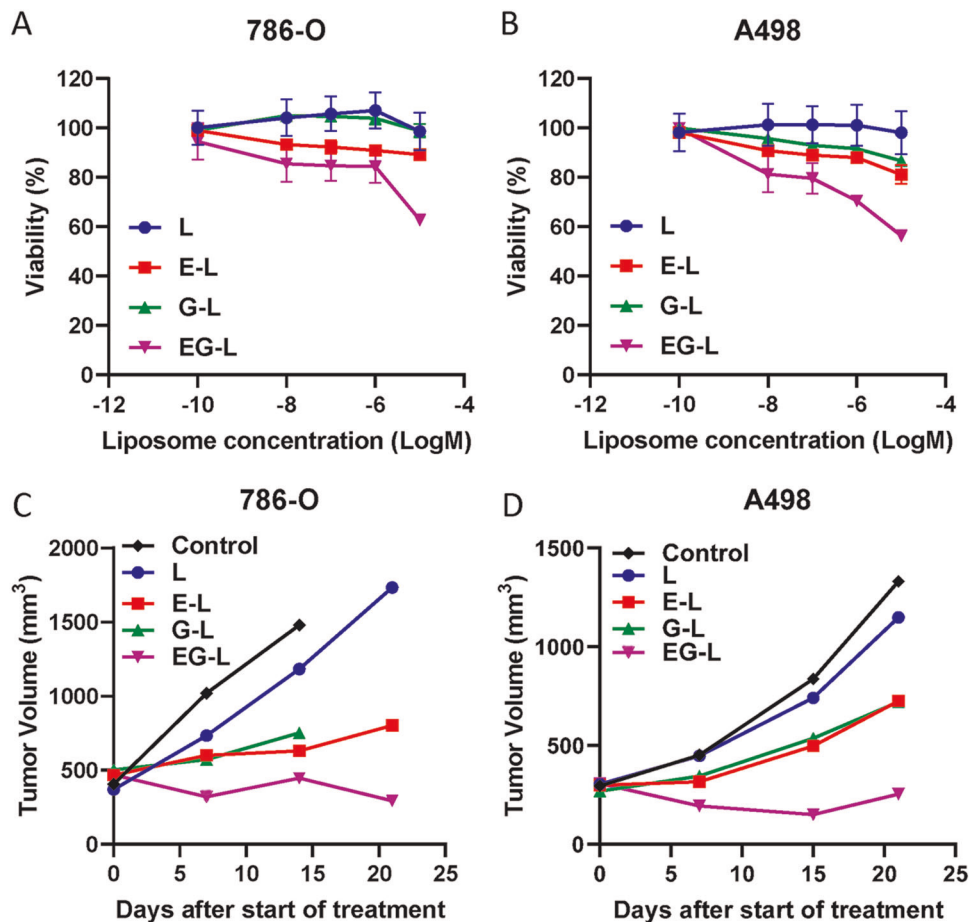 A
786-O
Viability (%)
120
100
80
60
40
20
0
L
E-L
G-L
EG-L
-12
-10
-8
-6
-4
Liposome concentration (LogM)
B
A498
Viability (%)
120
100
80
60
40
20
0
L
E-L
G-L
EG-L
-12
-10
-8
-6
-4
Liposome concentration (LogM)
C
786-O
Tumor Volume (mm³)
2000
1500
1000
500
0
Control
L
E-L
G-L
EG-L
0
5
10
15
20
25
Days after start of treatment
D
A498
Tumor Volume (mm³)
1500
1000
500
0
Control
L
E-L
G-L
EG-L
0
5
10
15
20
25
Days after start of treatment